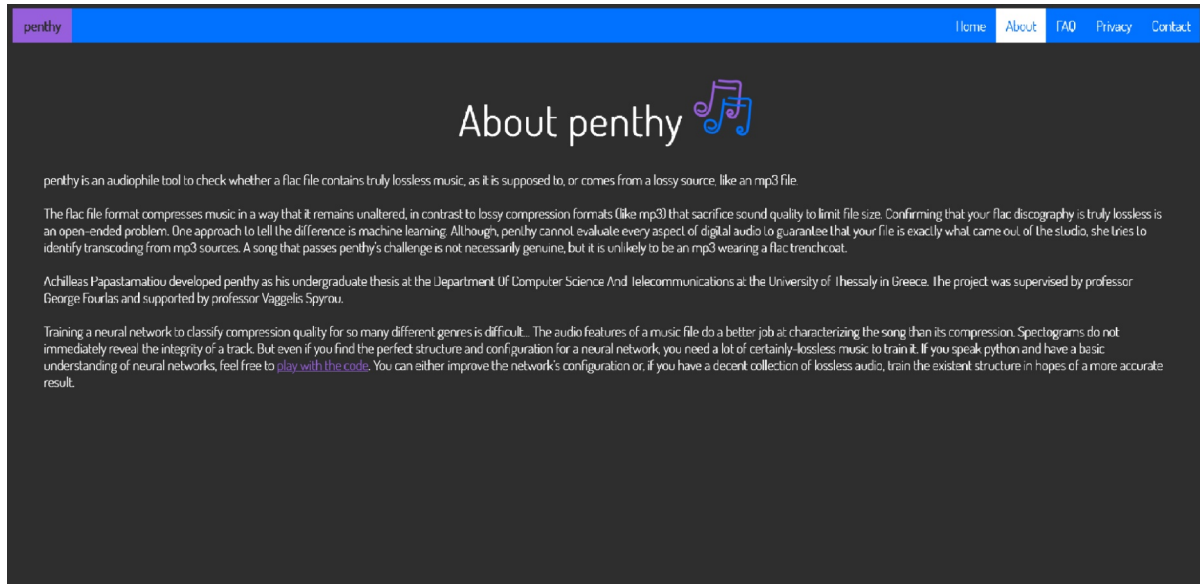 penthy
Home About FAQ Privacy Contact
About penthy
penthy is an audiophile tool to check whether a flac file contains truly lossless music, as it is supposed to, or comes from a lossy source, like an mp3 file.
The flac file format compresses music in a way that it remains unaltered, in contrast to lossy compression formats (like mp3) that sacrifice sound quality to limit file size. Confirming that your flac discography is truly lossless is
an open-ended problem. One approach to tell the difference is machine learning. Although, penthy cannot evaluate every aspect of digital audio to guarantee that your file is exactly what came out of the studio, she tries to
identify transcoding from mp3 sources. A song that passes penthy's challenge is not necessarily genuine, but it is unlikely to be an mp3 wearing a flac trenchcoat.
Achilleas Papastamatiou developed penthy as his undergraduate thesis at the Department Of Computer Science And Telecommunications at the University of Thessaly in Greece. The project was supervised by professor
George Fourlas and supported by professor Vaggelis Spyrou.
Training a neural network to classify compression quality for so many different genres is difficult... The audio features of a music file do a better job at characterizing the song than its compression. Spectograms do not
immediately reveal the integrity of a track. But even if you find the perfect structure and configuration for a neural network, you need a lot of certainly-lossless music to train it. If you speak python and have a basic
understanding of neural networks, feel free to play with the code. You can either improve the network's configuration or, if you have a decent collection of lossless audio, train the existent structure in hopes of a more accurate
result.